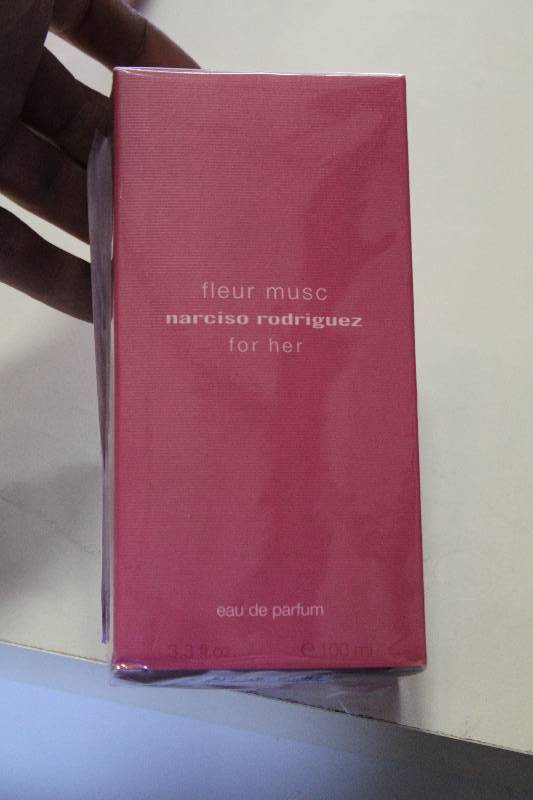 fleur musc
narciso rodriguez
for her
eau de parfum
3.3 fl.oz. ℮ 100 ml